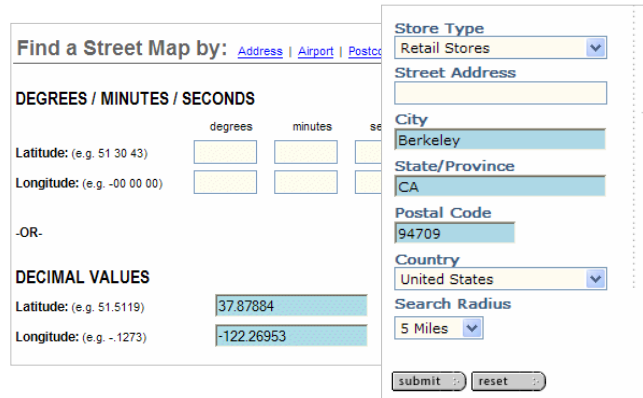 Find a Street Map by: Address | Airport |
DEGREES / MINUTES / SECONDS
degrees minutes
Latitude: (e.g. 51 30 43)
Longitude: (e.g. -00 00 00)
-OR-
DECIMAL VALUES
Latitude: (e.g. 51.5119) 37.87884
Longitude: (e.g. -.1273) -122.26953
Store Type
Retail Stores
Street Address
City
Berkeley
State/Province
CA
Postal Code
94709
Country
United States
Search Radius
5 Miles
submit reset